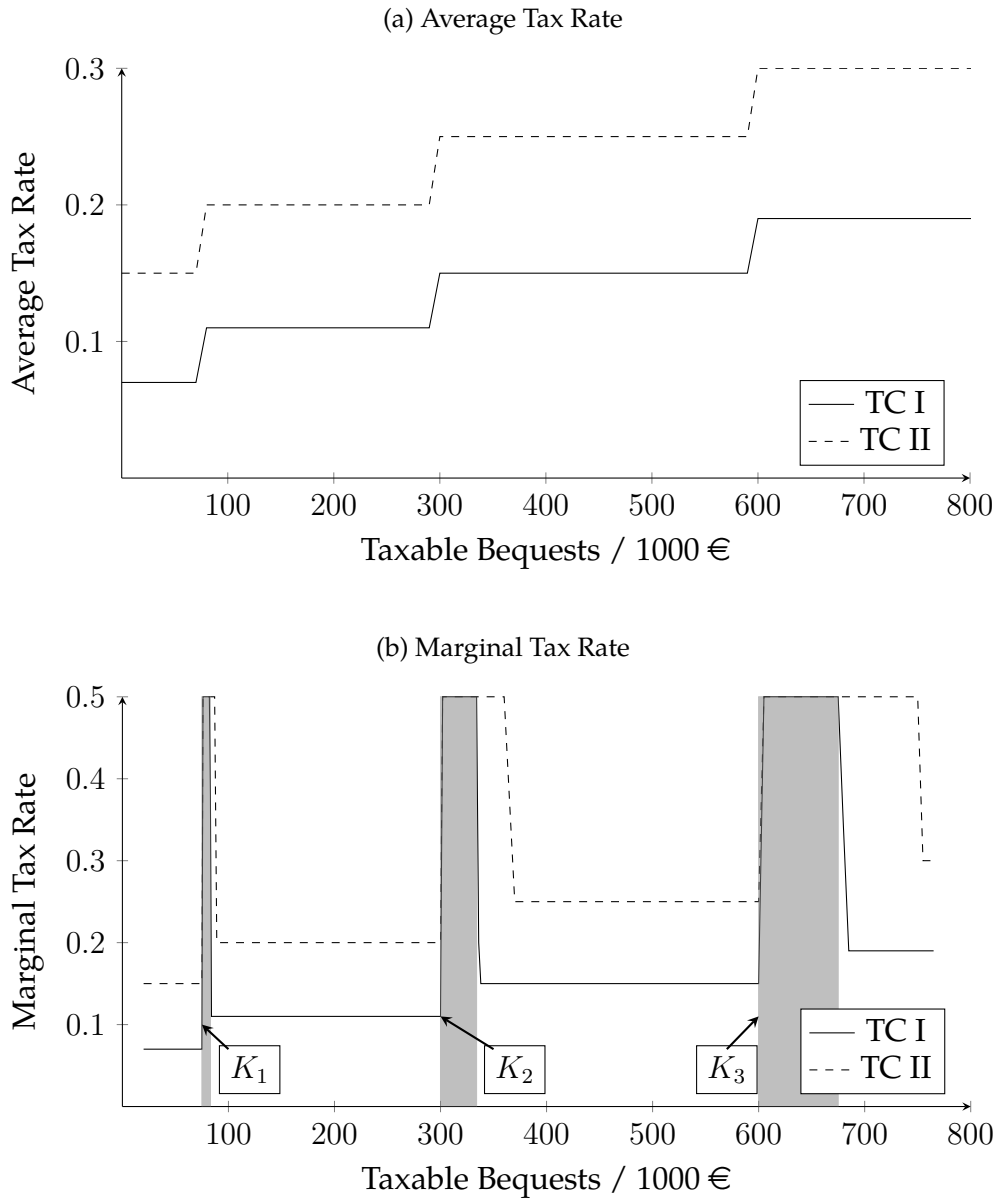 (a) Average Tax Rate
0.3
0.2
0.1
Average Tax Rate
TC I
TC II
100 200 300 400 500 600 700 800
Taxable Bequests / 1000 €
(b) Marginal Tax Rate
0.5
0.4
0.3
0.2
0.1
Marginal Tax Rate
K1
K2
K3
TC I
TC II
100 200 300 400 500 600 700 800
Taxable Bequests / 1000 €